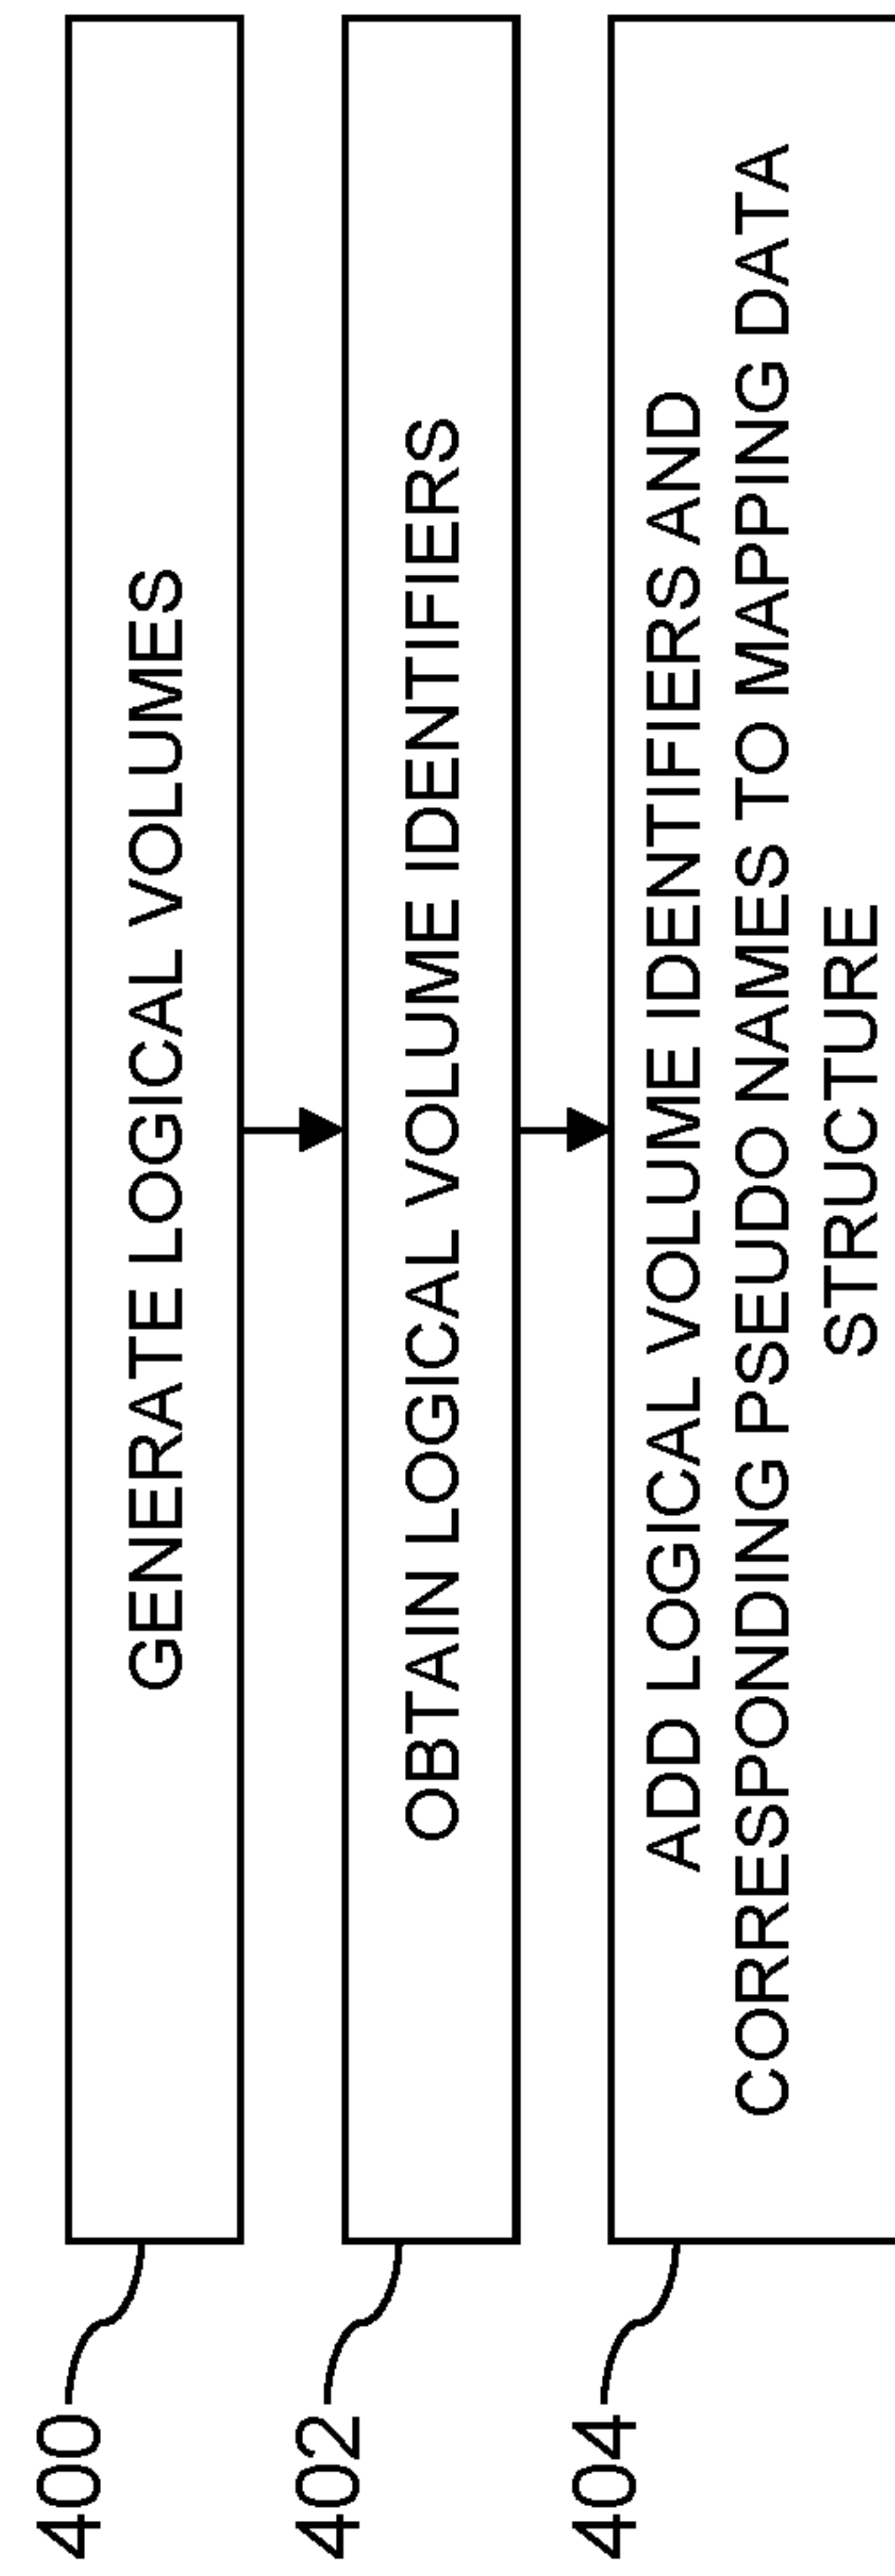 400
GENERATE LOGICAL VOLUMES
402
OBTAIN LOGICAL VOLUME IDENTIFIERS
404
ADD LOGICAL VOLUME IDENTIFIERS AND
CORRESPONDING PSEUDO NAMES TO MAPPING DATA
STRUCTURE